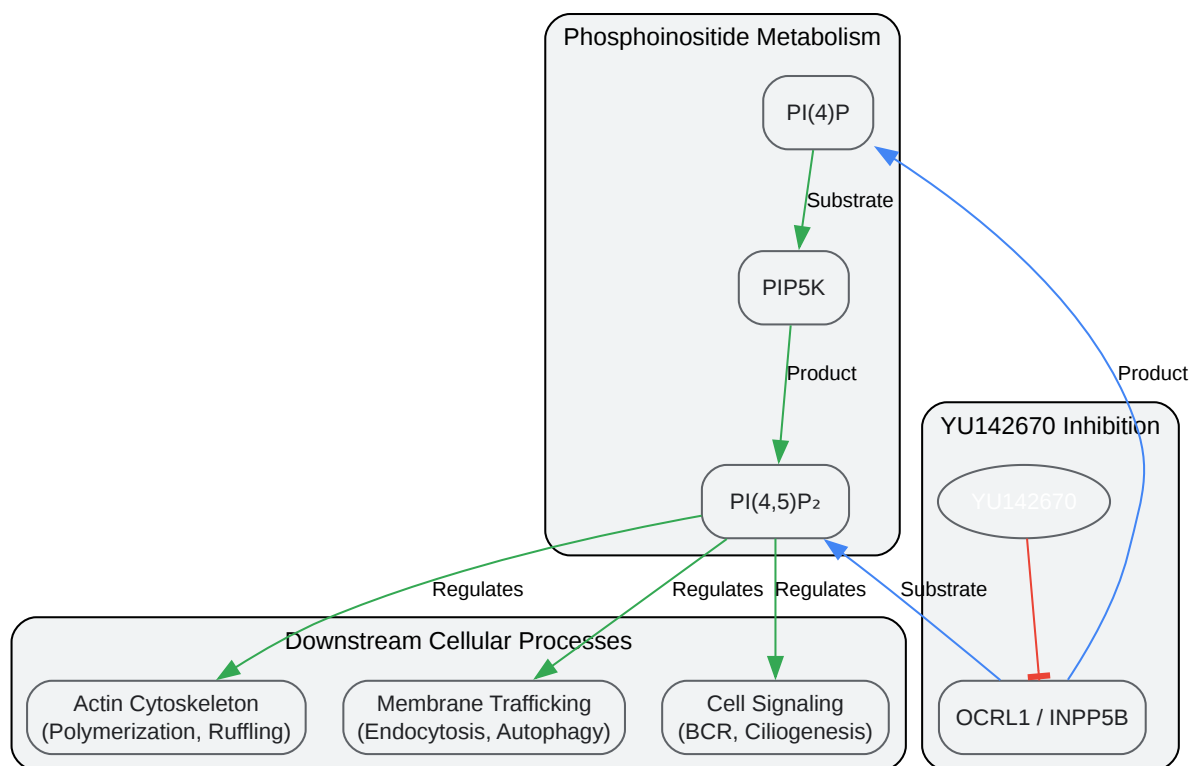 Phosphoinositide Metabolism
PI(4)P
Substrate
PIP5K
Product
Product
YU142670 Inhibition
YU142670
PI(4,5)P₂
Regulates
Regulates
Regulates
Substrate
Downstream Cellular Processes
Actin Cytoskeleton
(Polymerization, Ruffling)
Membrane Trafficking
(Endocytosis, Autophagy)
Cell Signaling
(BCR, Ciliogenesis)
OCRL1 / INPP5B